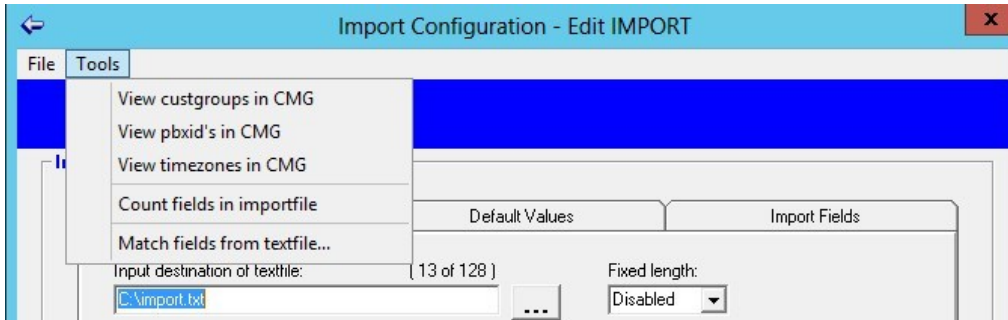 Import Configuration - Edit IMPORT
x
File Tools
View custgroups in CMG
View pbxid's in CMG
View timezones in CMG
Count fields in importfile
Match fields from textfile...
Default Values
Import Fields
Input destination of textfile: ( 13 of 128 ) Fixed length:
C:\import.txt ... Disabled